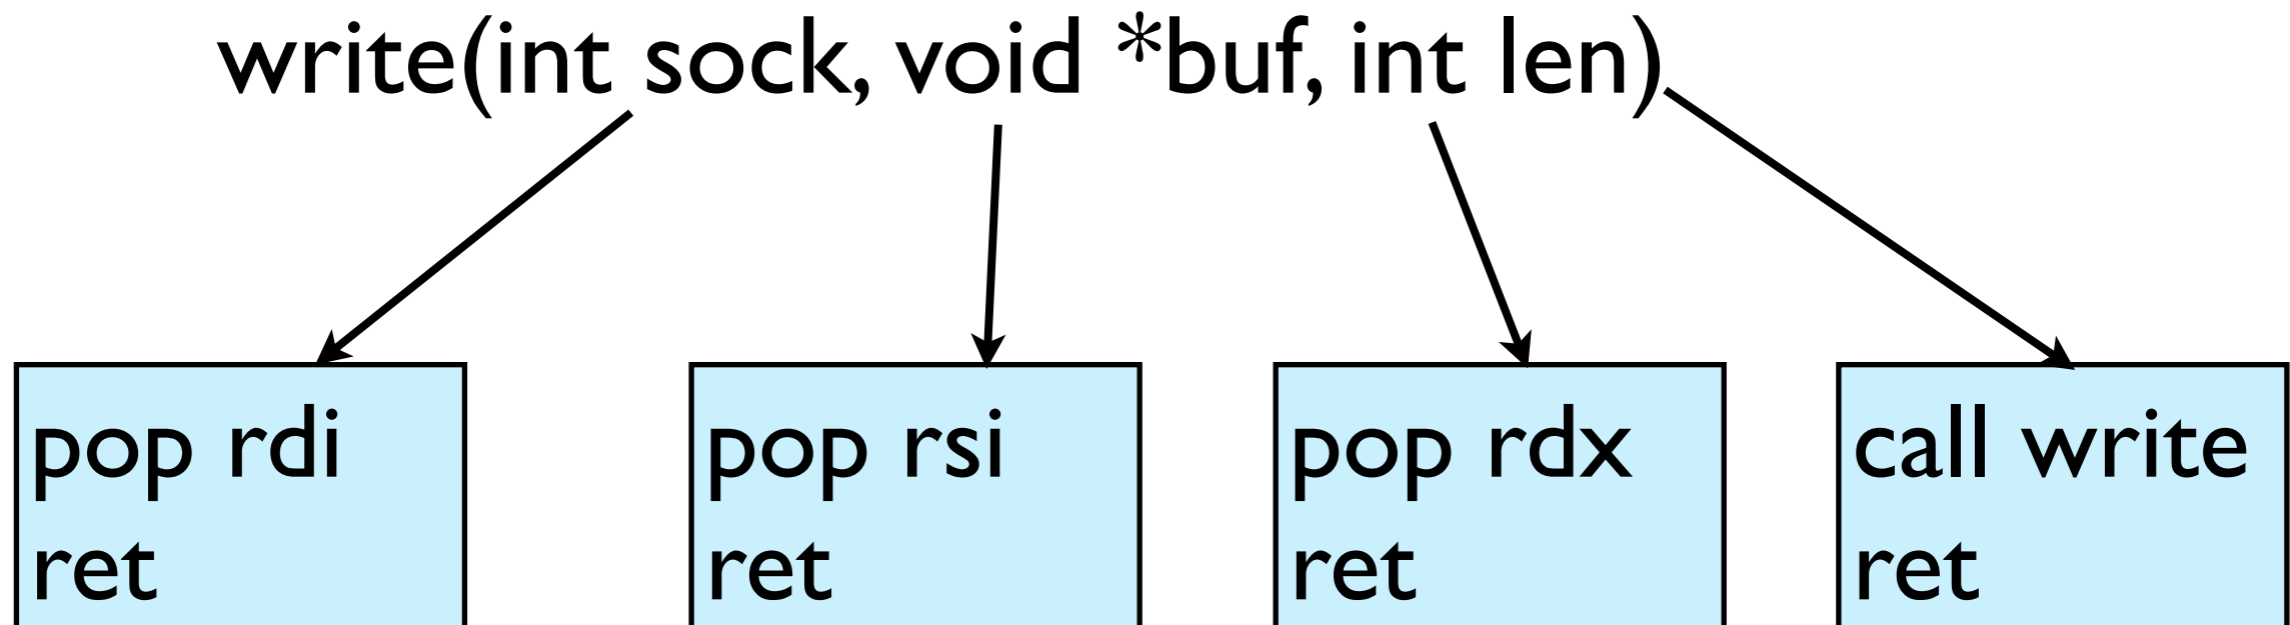 write(int sock, void *buf, int len)
pop rdi
ret
pop rsi
ret
pop rdx
ret
call write
ret